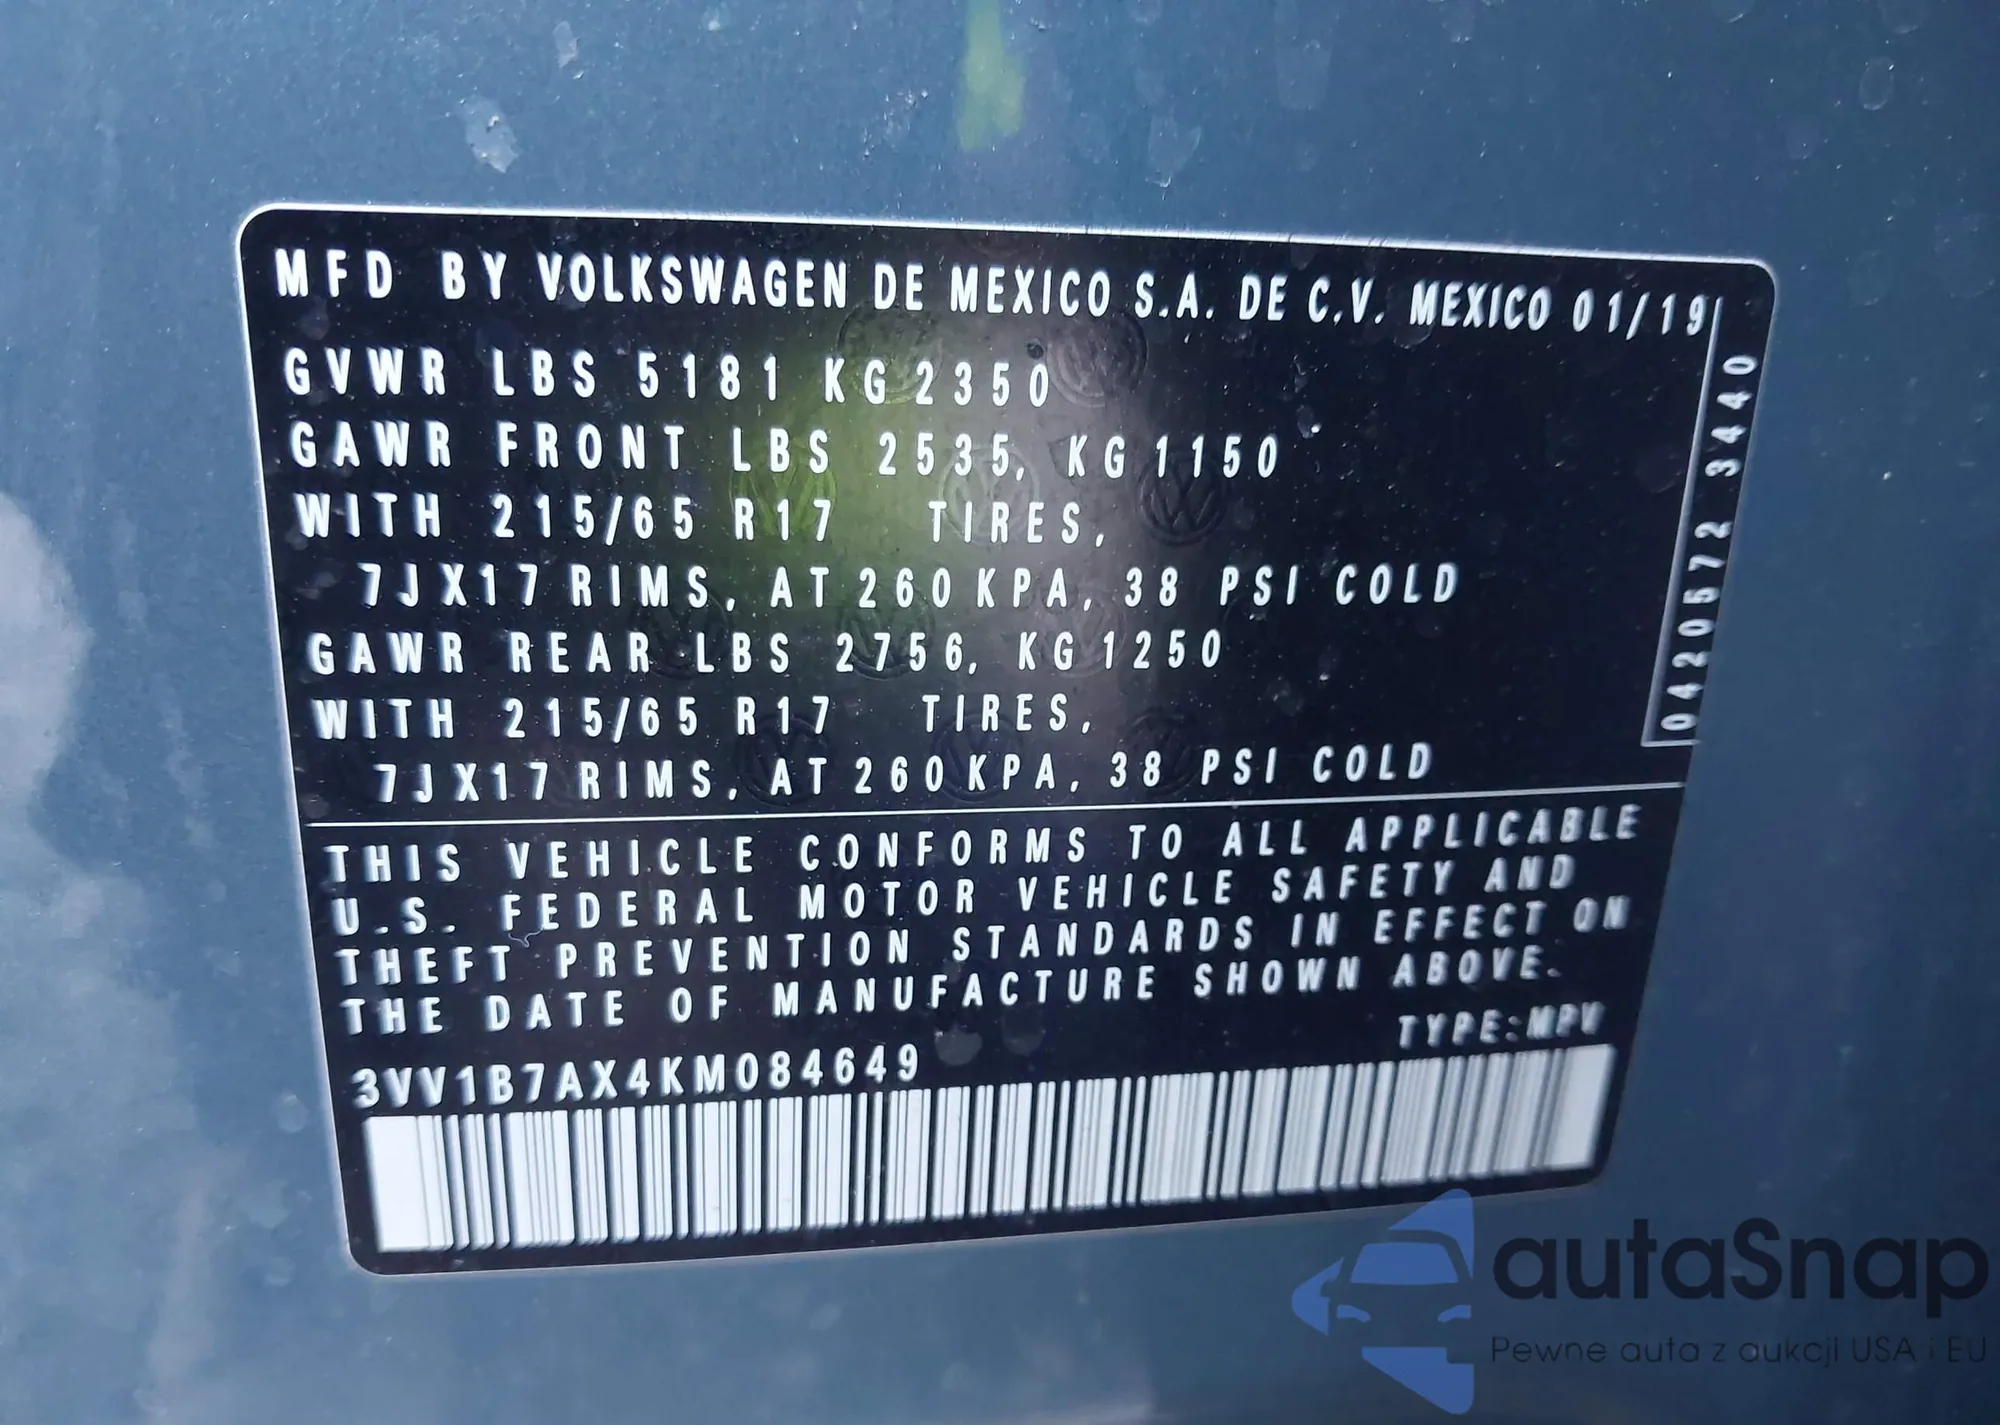 MFD BY VOLKSWAGEN DE MEXICO S.A. DE C.V. MEXICO 01/19
GVWR LBS 5181 KG 2350
GAWR FRONT LBS 2535, KG 1150
WITH 215/65 R17 TIRES,
7JX17 RIMS, AT 260 KPA, 38 PSI COLD
GAWR REAR LBS 2756, KG 1250
WITH 215/65 R17 TIRES,
7JX17 RIMS, AT 260 KPA, 38 PSI COLD
0420572 3440
THIS VEHICLE CONFORMS TO ALL APPLICABLE
U.S. FEDERAL MOTOR VEHICLE SAFETY AND
THEFT PREVENTION STANDARDS IN EFFECT ON
THE DATE OF MANUFACTURE SHOWN ABOVE.
TYPE:MPV
3VV1B7AX4KM084649
autaSnap
Pewne auta z aukcji USA i EU